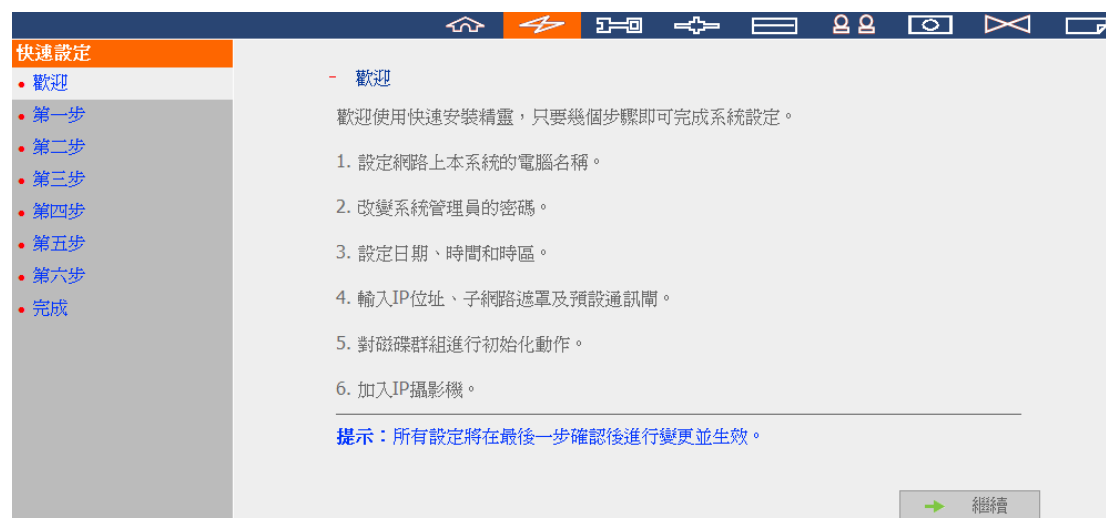 快速設定
• 歡迎
• 第一步
• 第二步
• 第三步
• 第四步
• 第五步
• 第六步
• 完成
- 歡迎
歡迎使用快速安裝精靈，只要幾個步驟即可完成系統設定。
1. 設定網路上本系統的電腦名稱。
2. 改變系統管理員的密碼。
3. 設定日期、時間和時區。
4. 輸入IP位址、子網路遮罩及預設通訊閘。
5. 對磁碟群組進行初始化動作。
6. 加入IP攝影機。
提示：所有設定將在最後一步確認後進行變更並生效。
繼續